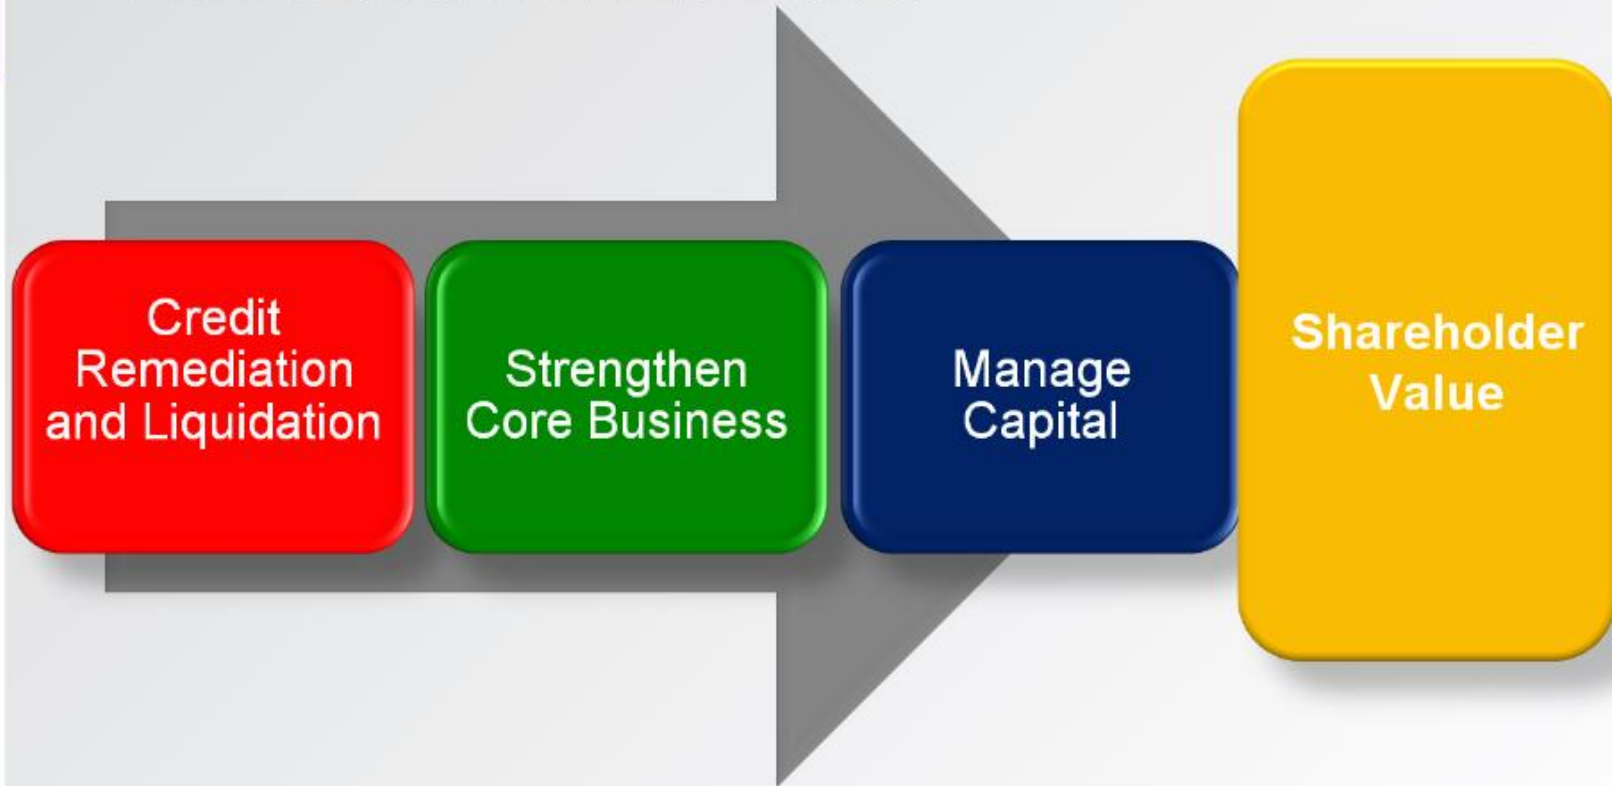 Credit
Remediation
and Liquidation
Strengthen
Core Business
Manage
Capital
Shareholder
Value